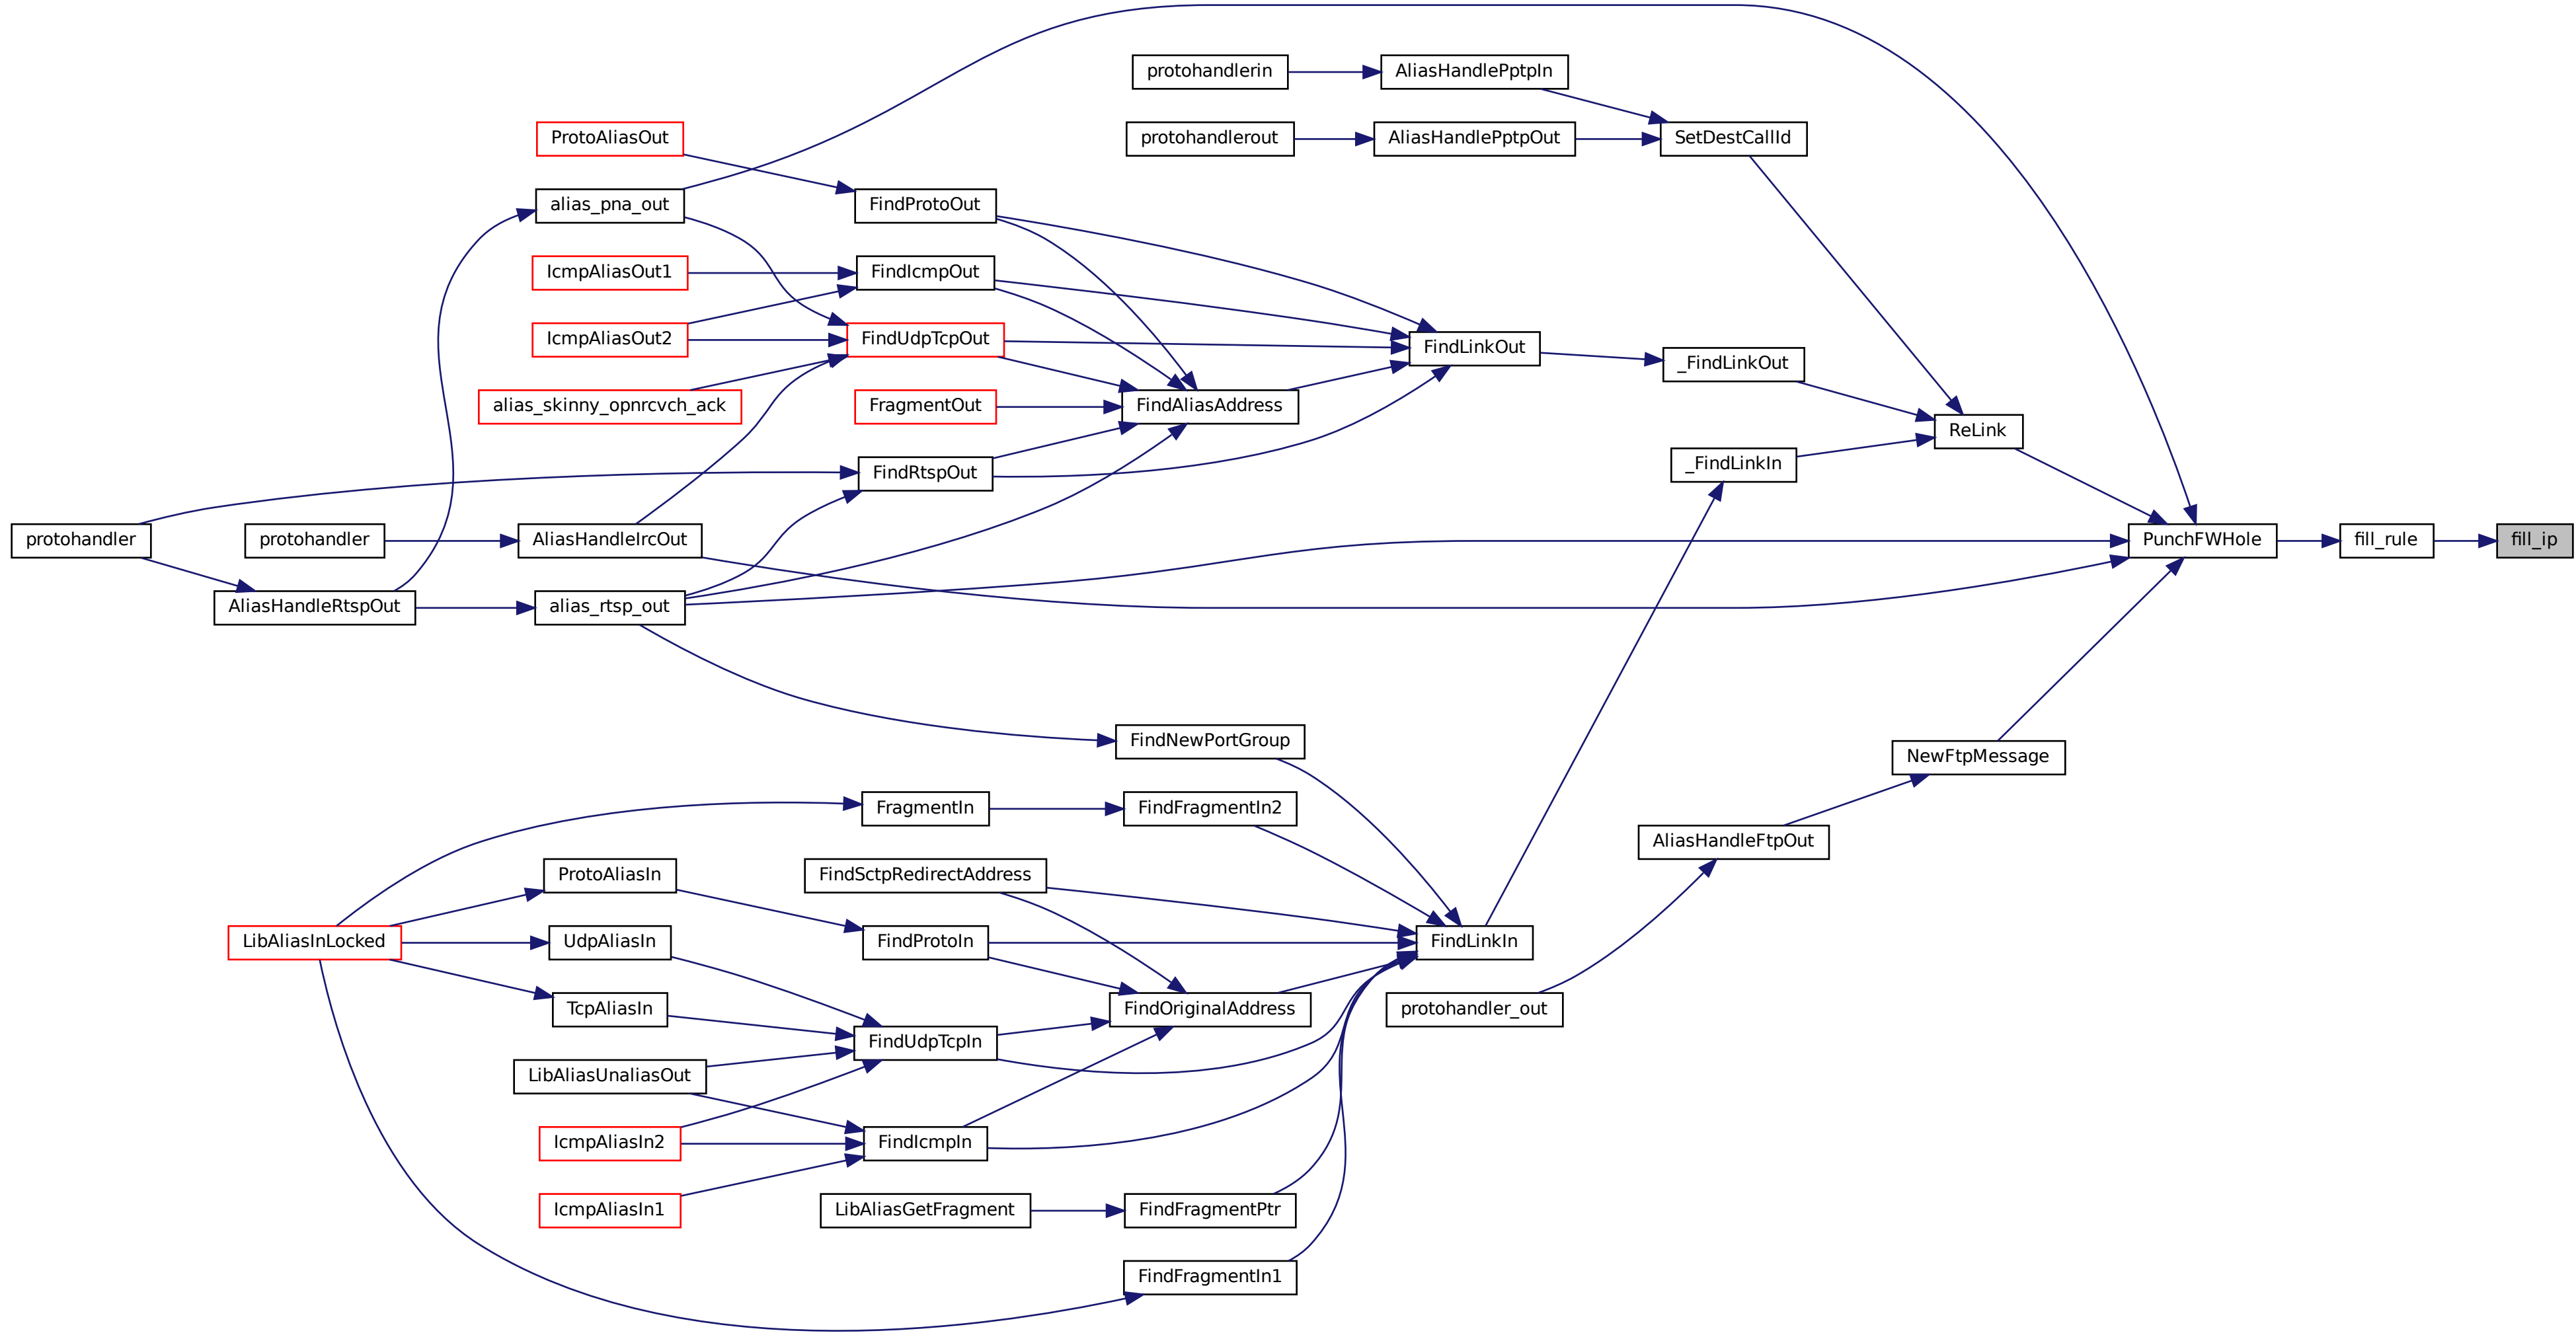 protohandlerin
AliasHandlePptpIn
ProtoAliasOut
protohandlerout
AliasHandlePptpOut
SetDestCallId
alias_pna_out
FindProtoOut
IcmpAliasOut1
FindIcmpOut
IcmpAliasOut2
FindUdpTcpOut
FindLinkOut
_FindLinkOut
alias_skinny_opnrcvch_ack
FragmentOut
FindAliasAddress
ReLink
FindRtspOut
_FindLinkIn
protohandler
protohandler
AliasHandleIrcOut
PunchFWHole
fill_rule
fill_ip
AliasHandleRtspOut
alias_rtsp_out
FindNewPortGroup
NewFtpMessage
FragmentIn
FindFragmentIn2
AliasHandleFtpOut
ProtoAliasIn
FindSctpRedirectAddress
LibAliasInLocked
UdpAliasIn
FindProtoIn
FindLinkIn
TcpAliasIn
FindOriginalAddress
protohandler_out
FindUdpTcpIn
LibAliasUnaliasOut
IcmpAliasIn2
FindIcmpIn
IcmpAliasIn1
LibAliasGetFragment
FindFragmentPtr
FindFragmentIn1